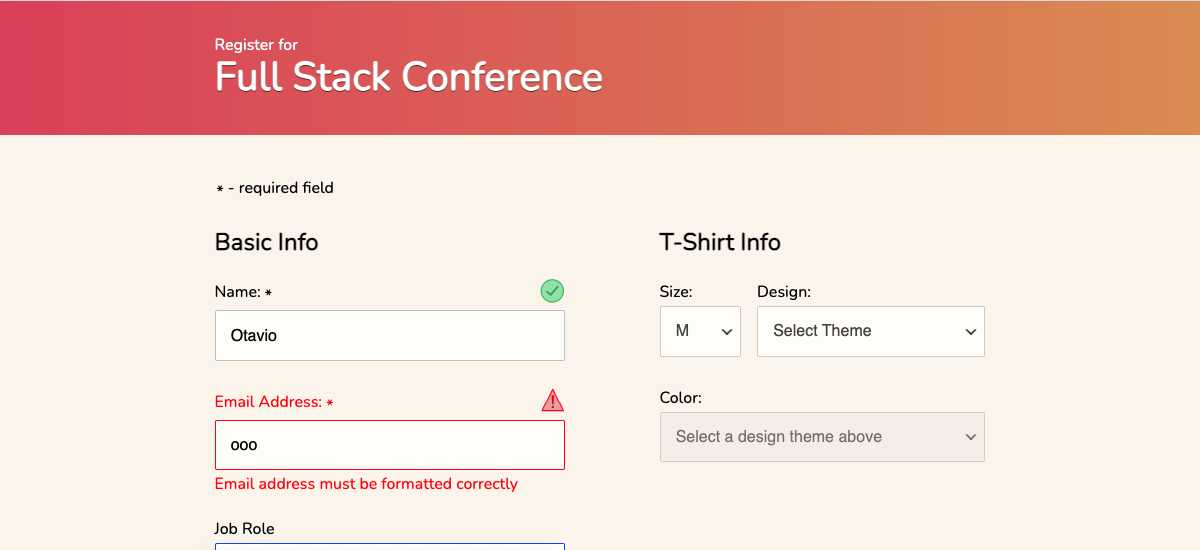 Register for
Full Stack Conference
* - required field
Basic Info
Name: *
Otavio
Email Address: *
ooo
Email address must be formatted correctly
Job Role
T-Shirt Info
Size:
Design:
M
Select Theme
Color:
Select a design theme above